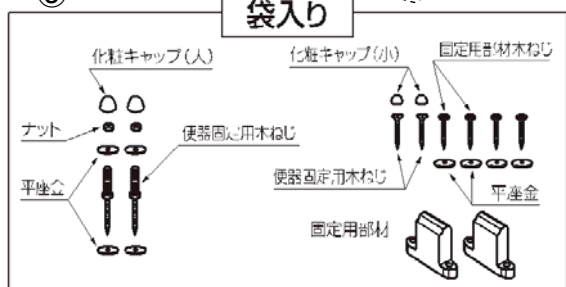 袋入り
化粧キャップ(大)
ナット
便器固定用木ねじ
平座金
化粧キャップ(小)
固定用部材木ねじ
便器固定用木ねじ
平座金
固定用部材